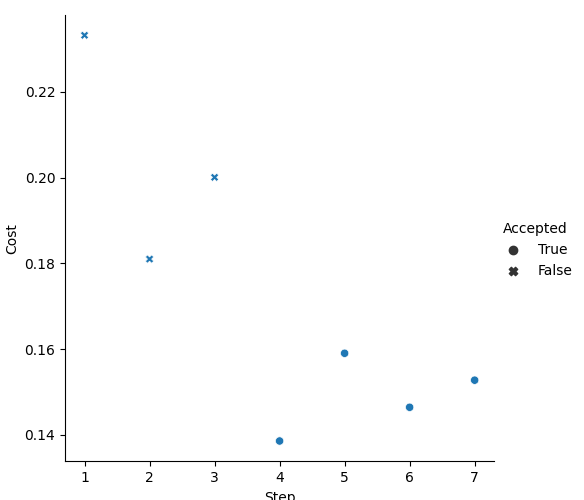 0.22
0.20
0.18
0.16
0.14
Cost
1 2 3 4 5 6 7
Step
Accepted
True
False